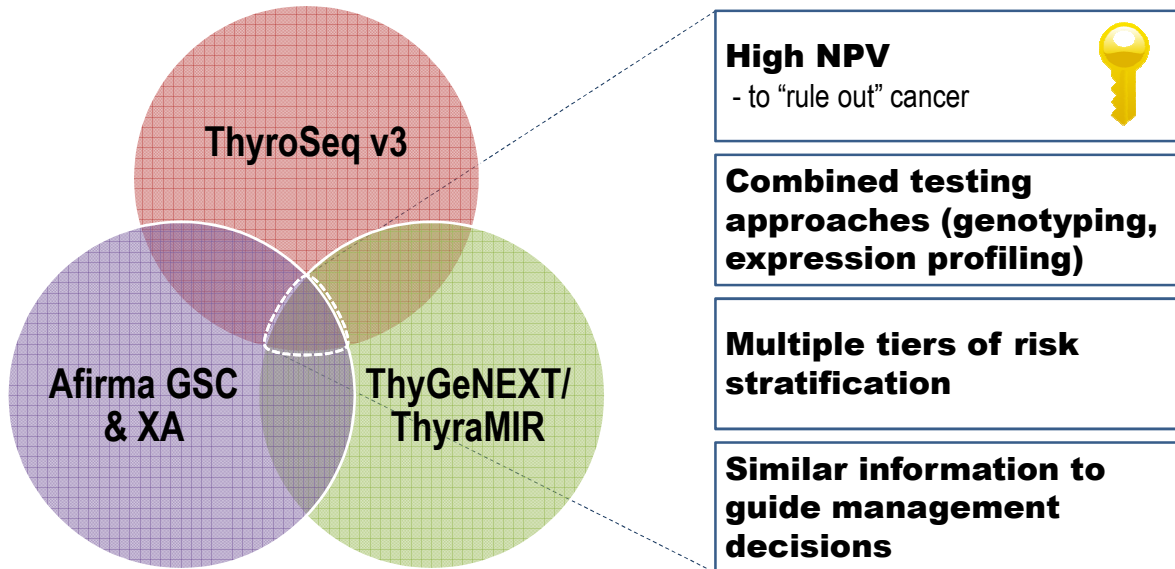 ThyroSeq v3
Afirma GSC
& XA
ThyGeNEXT/
ThyraMIR
High NPV
- to “rule out” cancer
Combined testing
approaches (genotyping,
expression profiling)
Multiple tiers of risk
stratification
Similar information to
guide management
decisions